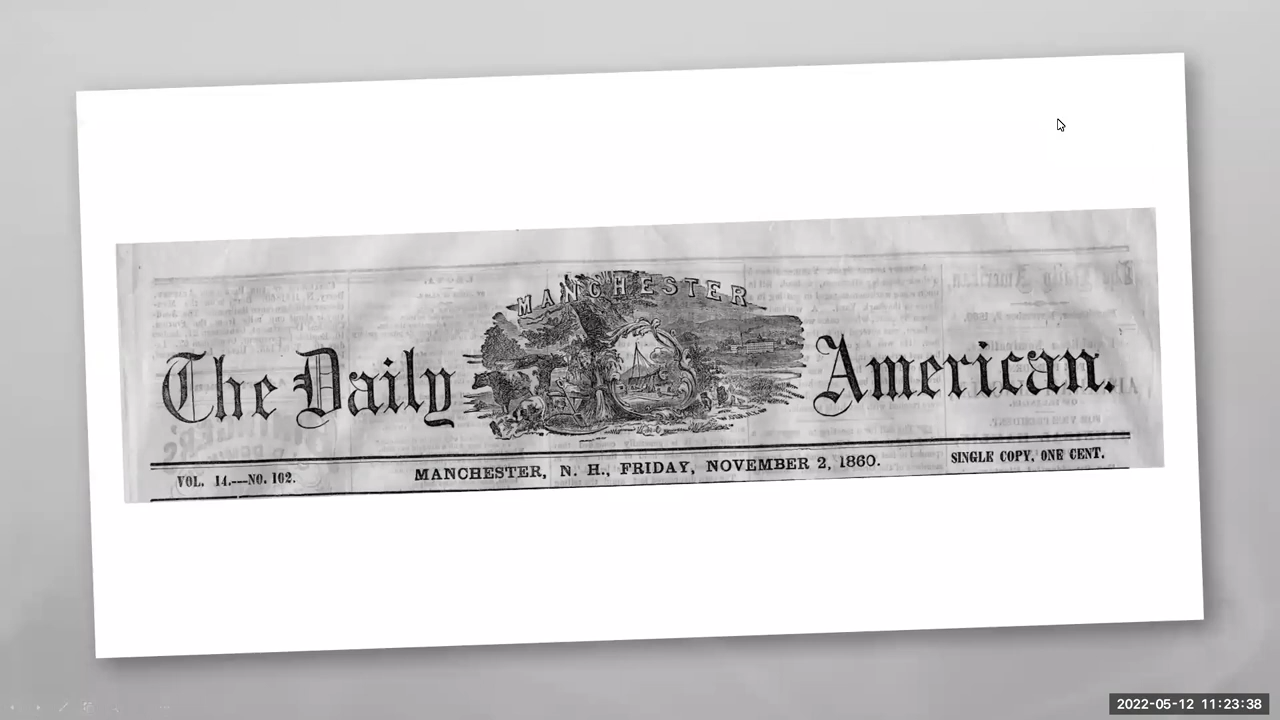 MANCHESTER
The Daily American.
VOL. 14.---NO. 102. MANCHESTER, N. H., FRIDAY, NOVEMBER 2, 1860. SINGLE COPY, ONE CENT.
2022-05-12 11:23:38